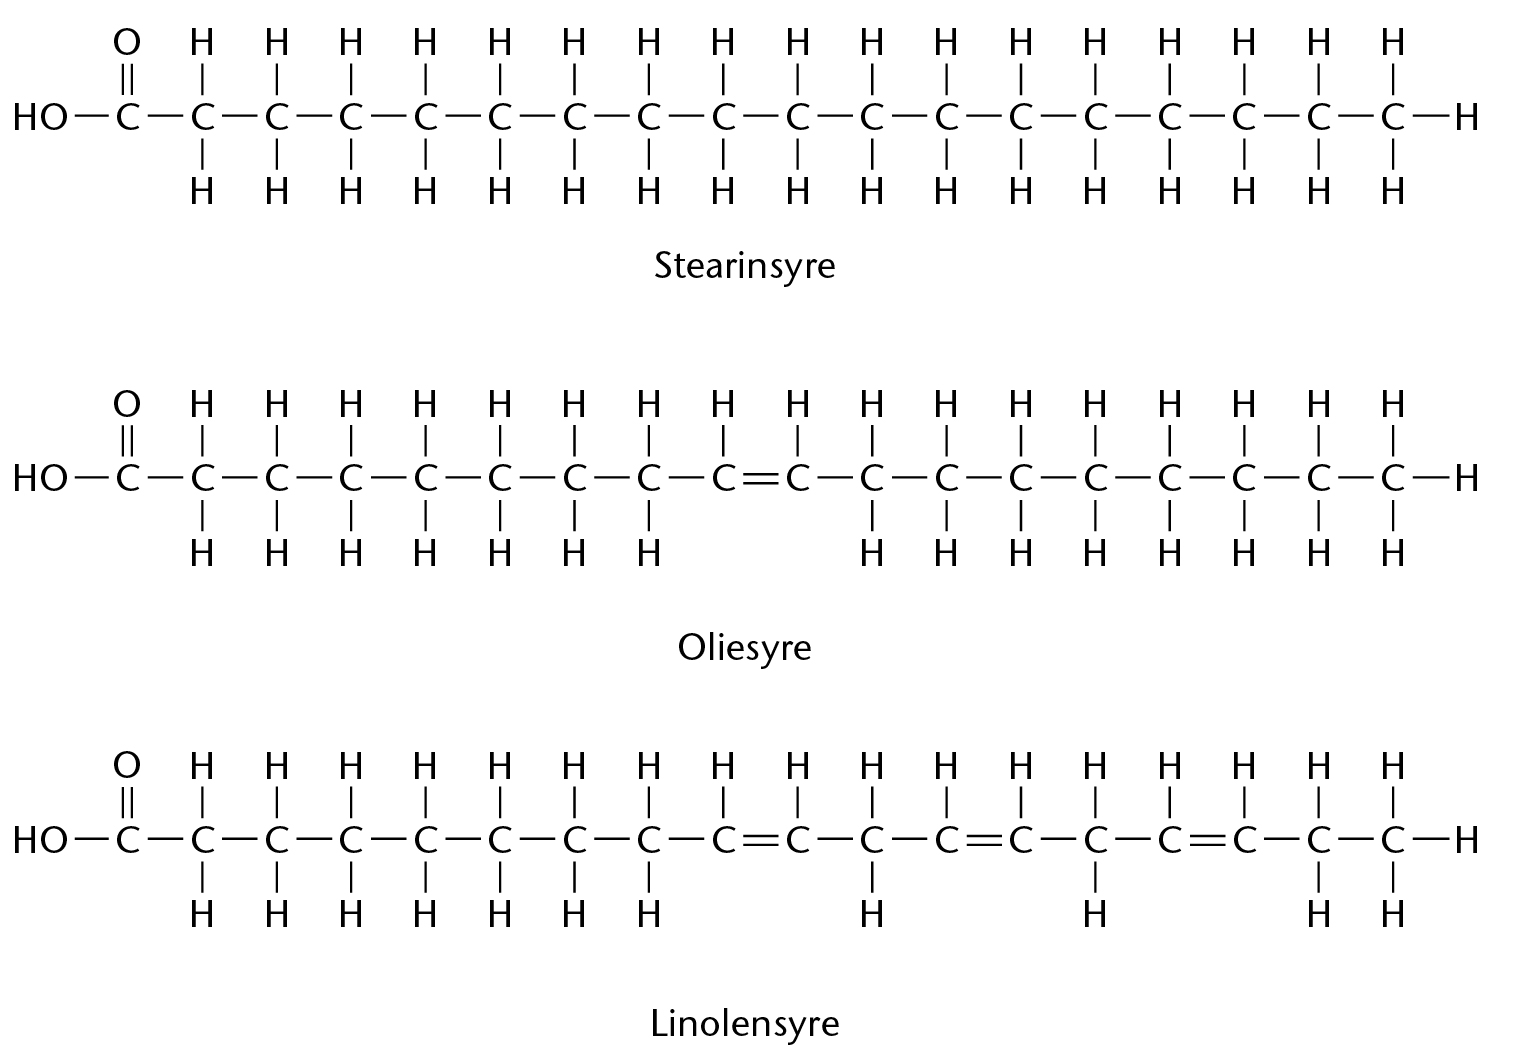 O H H H H H H H H H H H H H H H H H
HO—C—C—C—C—C—C—C—C—C—C—C—C—C—C—C—C—C—C—H
H H H H H H H H H H H H H H H H H
Stearinsyre
O H H H H H H H H H H H H H H H H H
HO—C—C—C—C—C—C—C—C—C=C—C—C—C—C—C—C—C—C—H
H H H H H H H H H H H H H H H
Oliesyre
O H H H H H H H H H H H H H H H H H
HO—C—C—C—C—C—C—C—C—C=C—C—C=C—C—C=C—C—C—H
H H H H H H H H H H H
Linolensyre